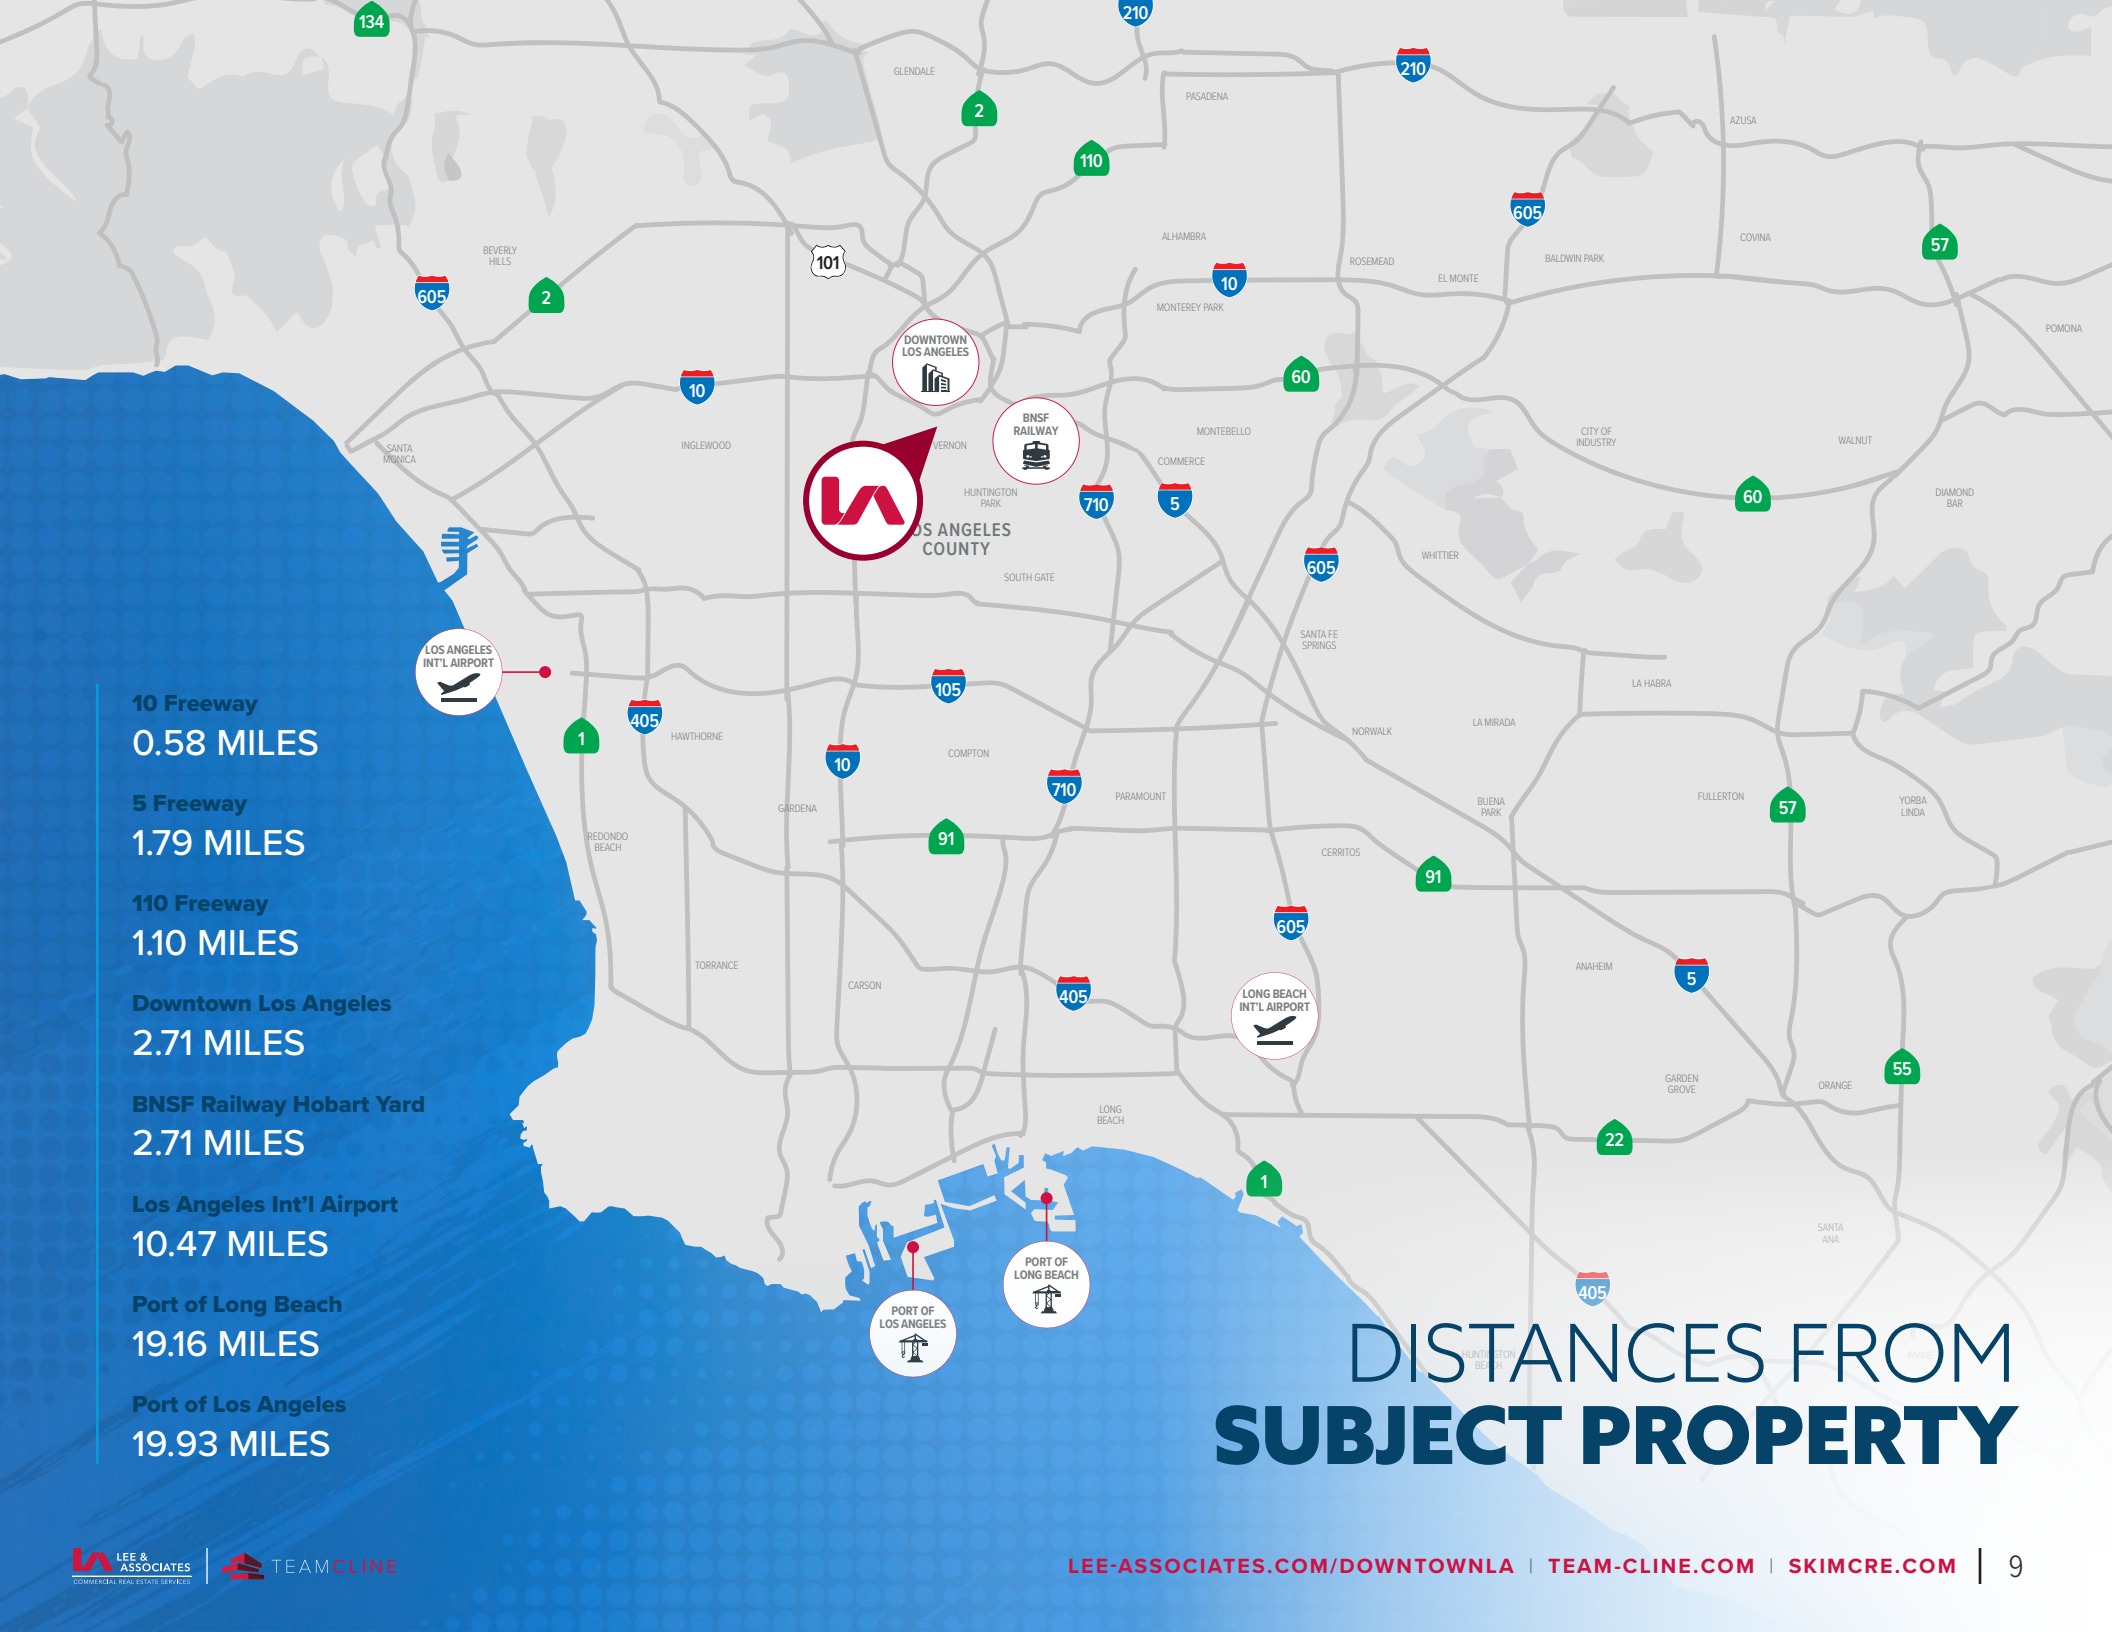 134
210
210
GLENDALE
2
PASADENA
110
AZUSA
605
ALHAMBRA
COVINA
57
BEVERLY
HILLS
101
BALDWIN PARK
ROSEMEAD
EL MONTE
605
2
10
MONTEREY PARK
POMONA
DOWNTOWN
LOS ANGELES
10
60
BNSF
RAILWAY
MONTEBELLO
CITY OF
INDUSTRY
WALNUT
SANTA
MONICA
INGLEWOOD
VERNON
COMMERCE
LA
HUNTINGTON
PARK
710
5
60
DIAMOND
BAR
OS ANGELES
COUNTY
WHITTIER
605
SOUTH GATE
SANTA FE
SPRINGS
LOS ANGELES
INT'L AIRPORT
105
LA HABRA
405
1
HAWTHORNE
LA MIRADA
NORWALK
COMPTON
10
710
PARAMOUNT
GARDENA
BUENA
PARK
FULLERTON
57
YORBA
LINDA
REDONDO
BEACH
91
CERRITOS
91
605
TORRANCE
CARSON
405
ANAHEIM
5
LONG BEACH
INT'L AIRPORT
55
GARDEN
GROVE
ORANGE
LONG
BEACH
22
1
SANTA
ANA
PORT OF
LONG BEACH
405
PORT OF
LOS ANGELES
HUNTINGTON
BEACH
IRVINE
10 Freeway
0.58 MILES
5 Freeway
1.79 MILES
110 Freeway
1.10 MILES
Downtown Los Angeles
2.71 MILES
BNSF Railway Hobart Yard
2.71 MILES
Los Angeles Int'l Airport
10.47 MILES
Port of Long Beach
19.16 MILES
Port of Los Angeles
19.93 MILES
DISTANCES FROM
SUBJECT PROPERTY
LA LEE &
ASSOCIATES
COMMERCIAL REAL ESTATE SERVICES
TEAMCLINE
LEE-ASSOCIATES.COM/DOWNTOWNLA | TEAM-CLINE.COM | SKIMCRE.COM | 9